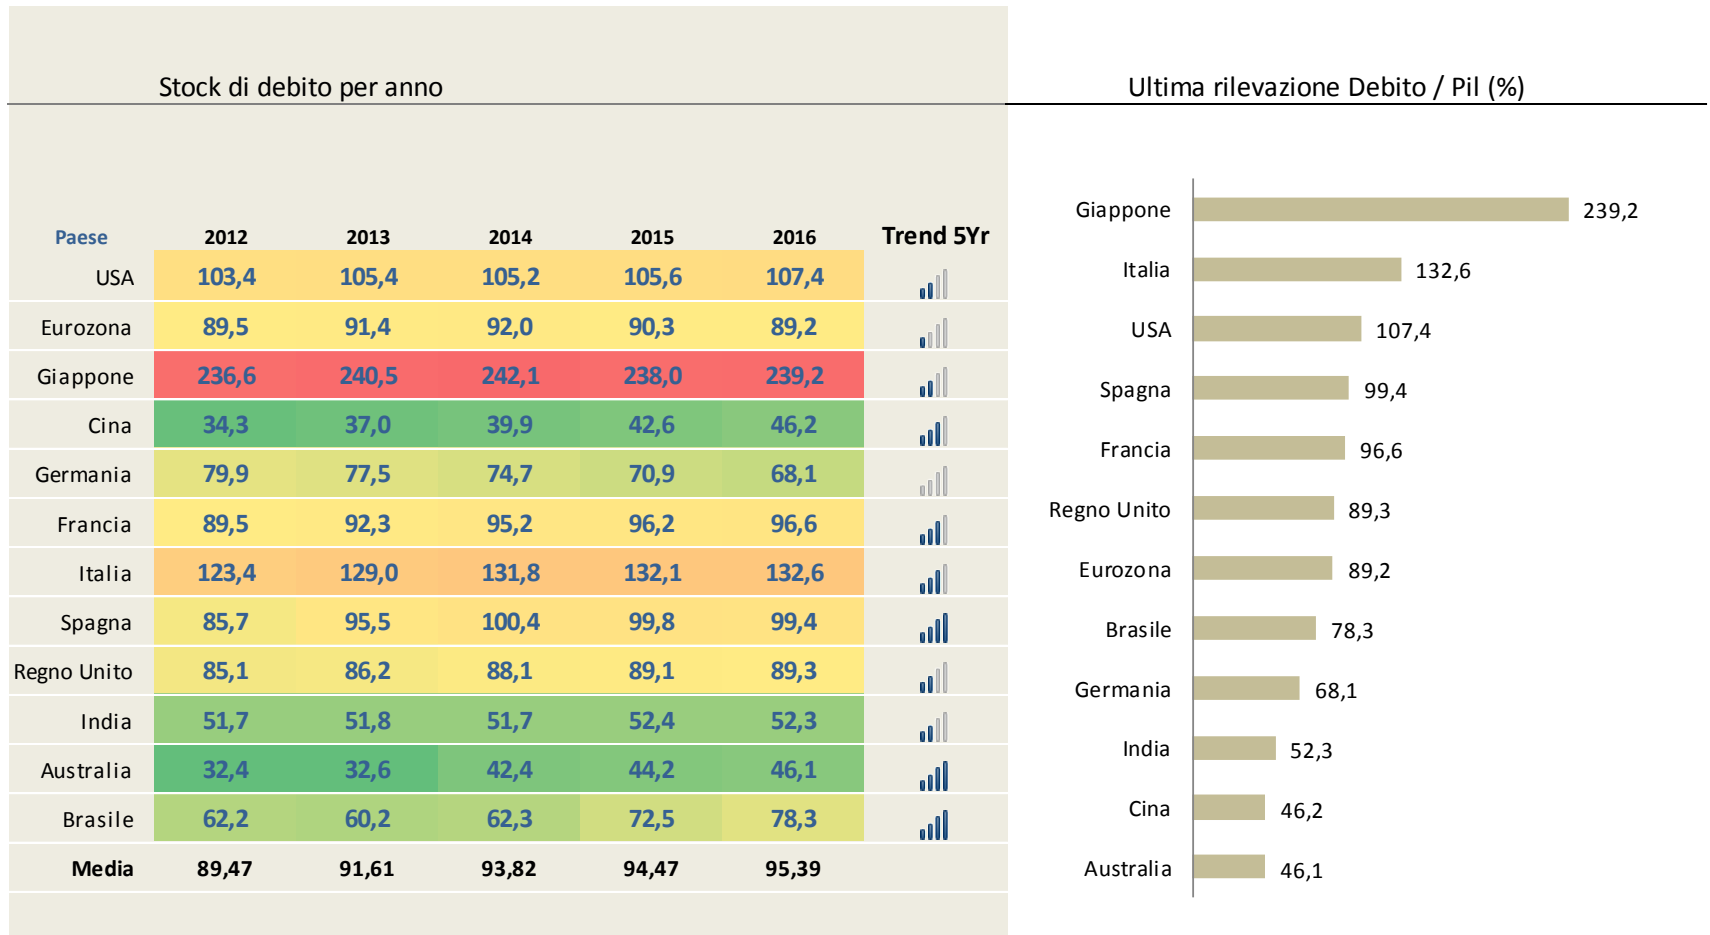 Stock di debito per anno
Paese 2012 2013 2014 2015 2016 Trend 5Yr
USA 103,4 105,4 105,2 105,6 107,4
Eurozona 89,5 91,4 92,0 90,3 89,2
Giappone 236,6 240,5 242,1 238,0 239,2
Cina 34,3 37,0 39,9 42,6 46,2
Germania 79,9 77,5 74,7 70,9 68,1
Francia 89,5 92,3 95,2 96,2 96,6
Italia 123,4 129,0 131,8 132,1 132,6
Spagna 85,7 95,5 100,4 99,8 99,4
Regno Unito 85,1 86,2 88,1 89,1 89,3
India 51,7 51,8 51,7 52,4 52,3
Australia 32,4 32,6 42,4 44,2 46,1
Brasile 62,2 60,2 62,3 72,5 78,3
Media 89,47 91,61 93,82 94,47 95,39
Ultima rilevazione Debito / Pil (%)
Giappone 239,2
Italia 132,6
USA 107,4
Spagna 99,4
Francia 96,6
Regno Unito 89,3
Eurozona 89,2
Brasile 78,3
Germania 68,1
India 52,3
Cina 46,2
Australia 46,1